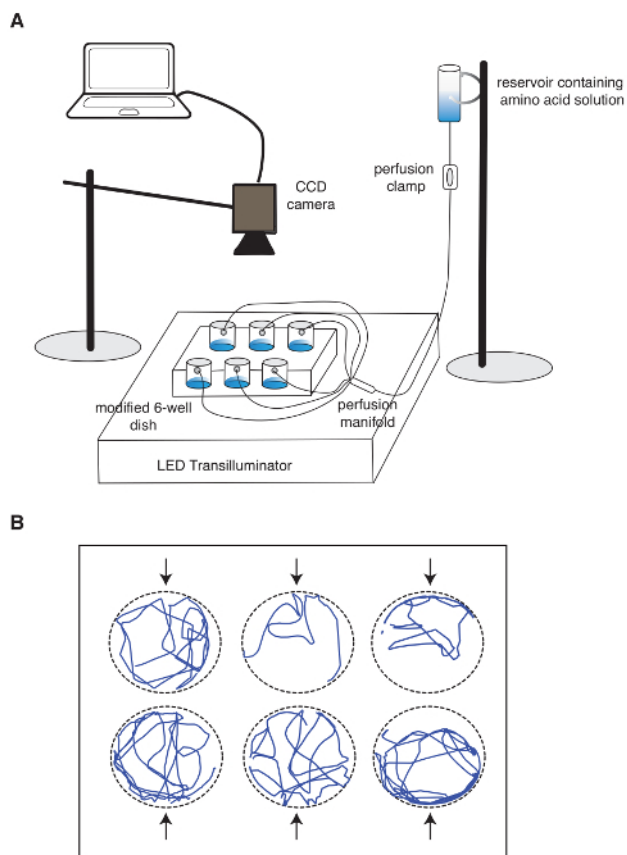 A
reservoir containing
amino acid solution
perfusion
clamp
CCD
camera
modified 6-well
dish
perfusion
manifold
LED Transilluminator
B